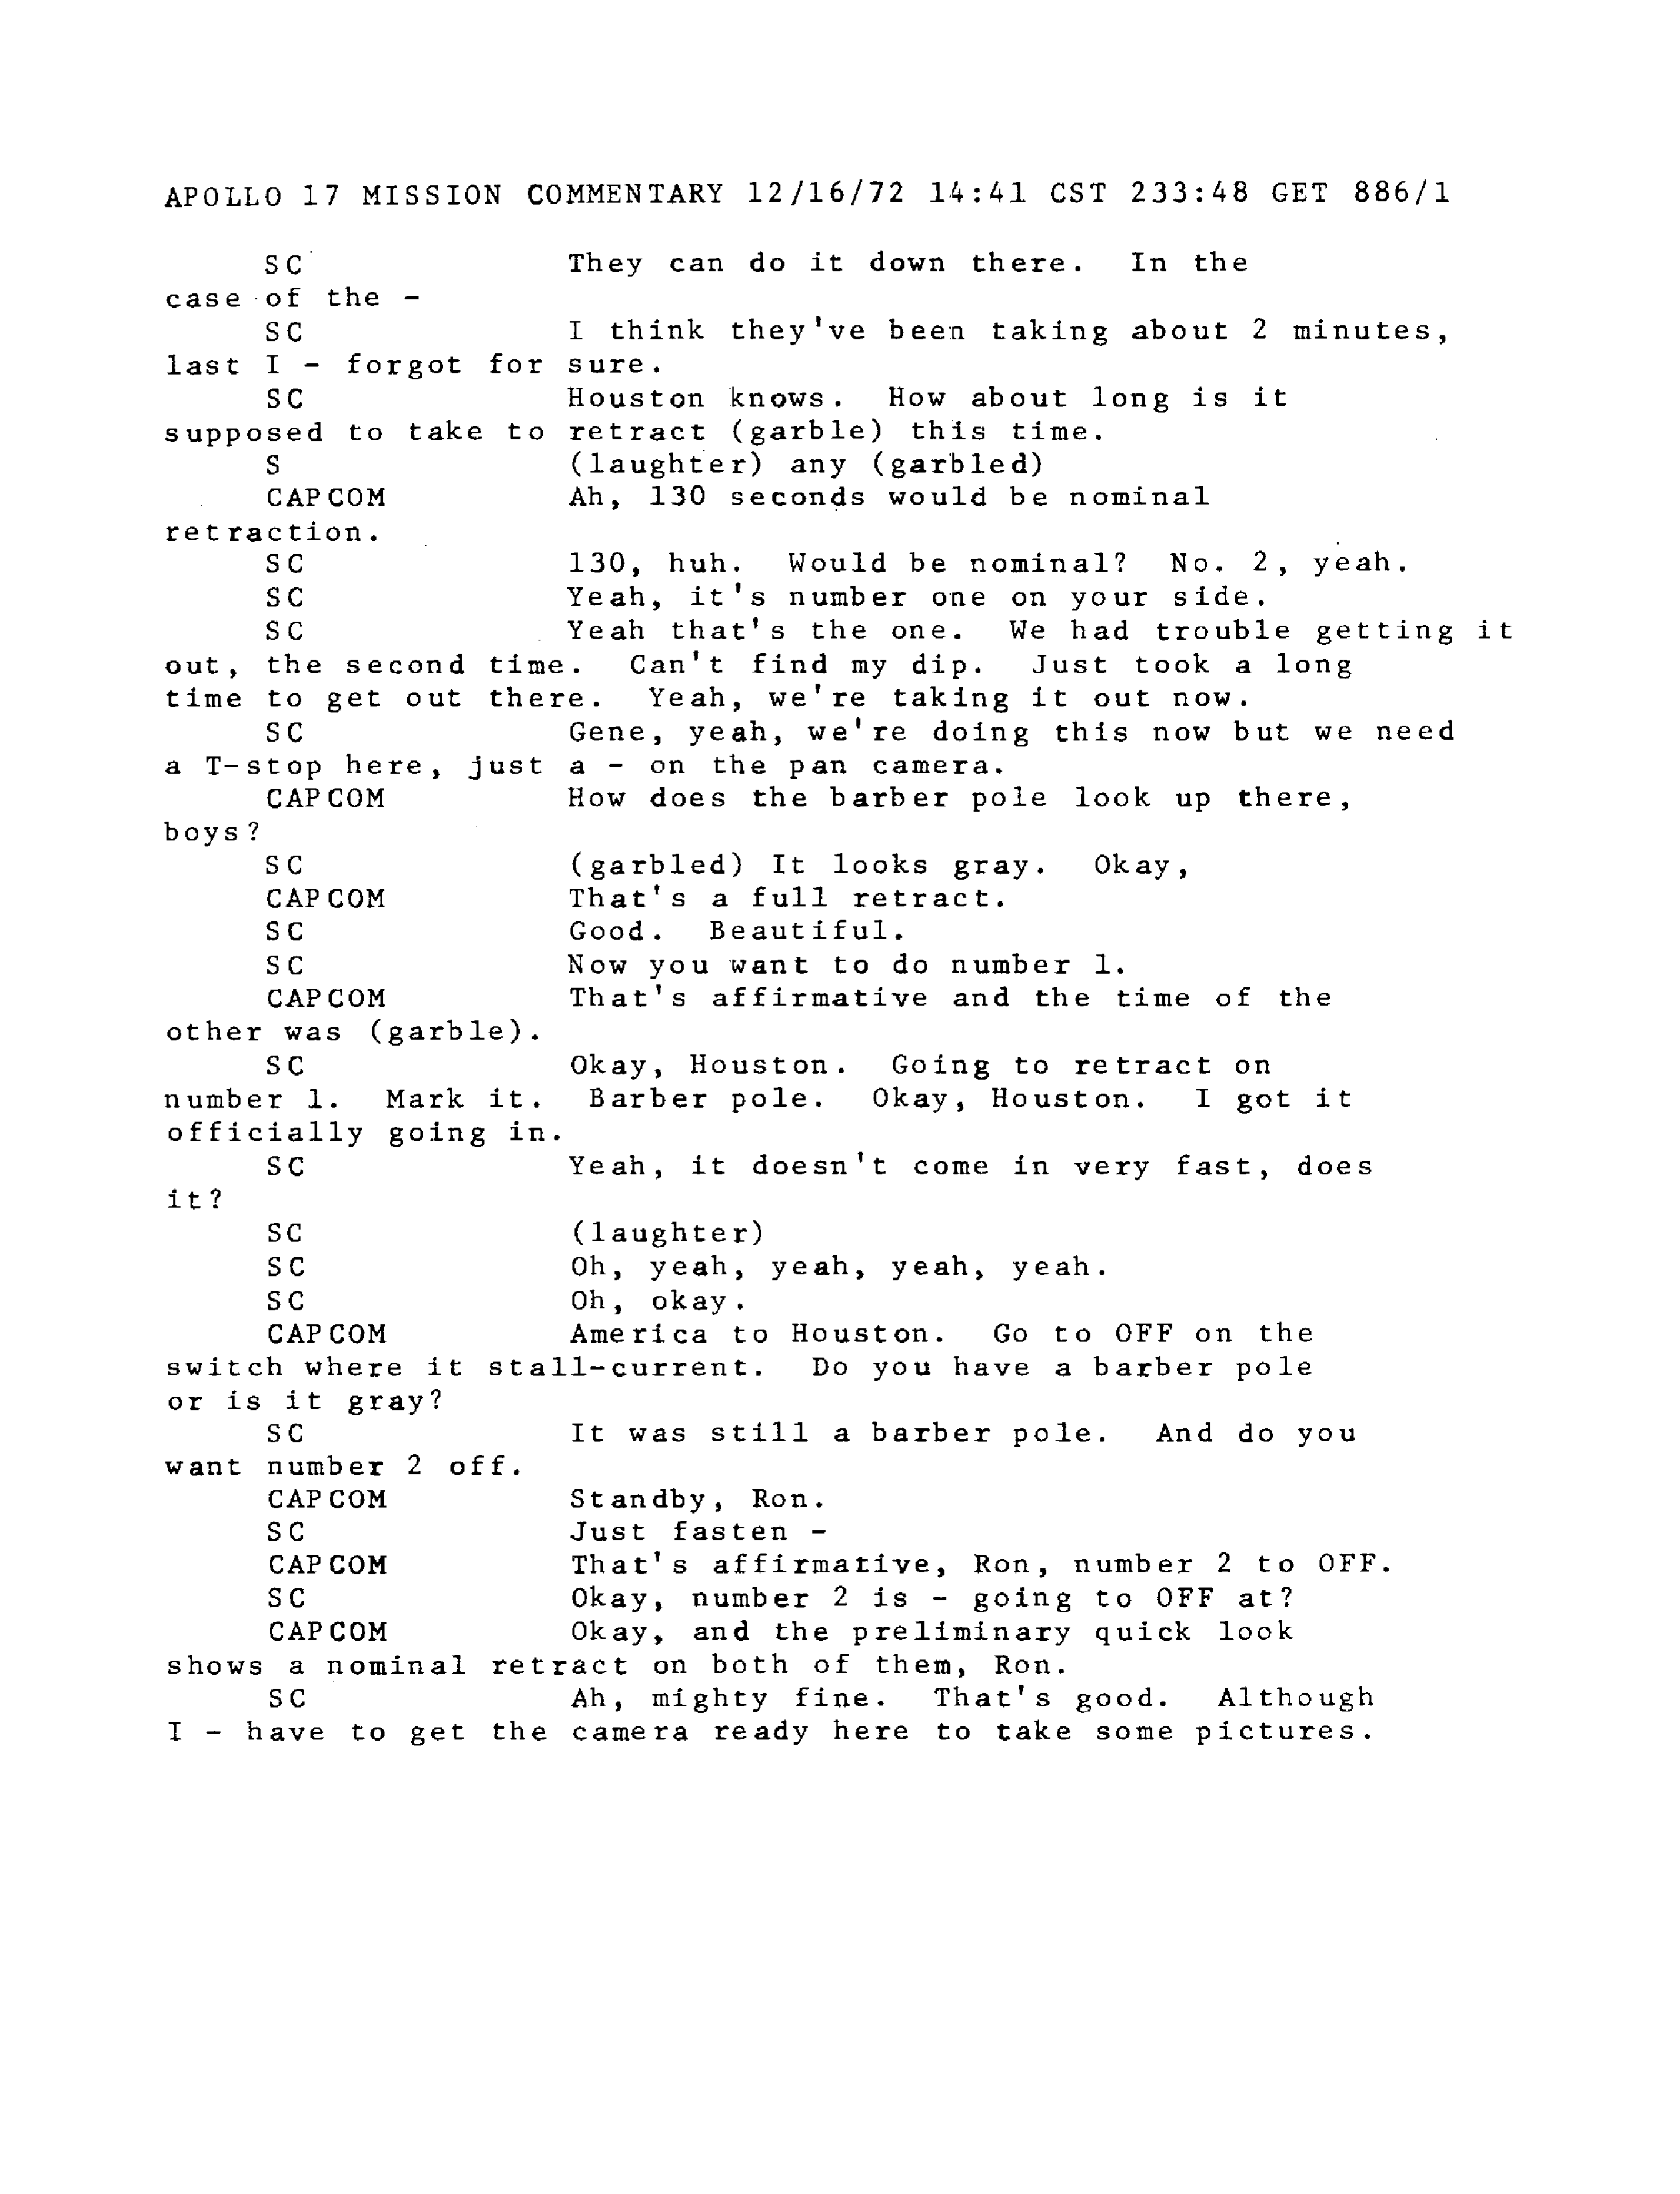 APOLLO 17 MISSION COMMENTARY 12/16/72 14:41 CST 233:48 GET 886/1
SC They can do it down there. In the
case of the -
SC I think they've been taking about 2 minutes,
last I - forgot for sure.
SC Houston knows. How about long is it
supposed to take to retract (garble) this time.
S (laughter) any (garbled)
CAPCOM Ah, 130 seconds would be nominal
retraction.
SC 130, huh. Would be nominal? No. 2, yeah.
SC Yeah, it's number one on your side.
SC Yeah that's the one. We had trouble getting it
out, the second time. Can't find my dip. Just took a long
time to get out there. Yeah, we're taking it out now.
SC Gene, yeah, we're doing this now but we need
a T-stop here, just a - on the pan camera.
CAPCOM How does the barber pole look up there,
boys?
SC (garbled) It looks gray. Okay,
CAPCOM That's a full retract.
SC Good. Beautiful.
SC Now you want to do number 1.
CAPCOM That's affirmative and the time of the
other was (garble).
SC Okay, Houston. Going to retract on
number 1. Mark it. Barber pole. Okay, Houston. I got it
officially going in.
SC Yeah, it doesn't come in very fast, does
it?
SC (laughter)
SC Oh, yeah, yeah, yeah, yeah.
SC Oh, okay.
CAPCOM America to Houston. Go to OFF on the
switch where it stall-current. Do you have a barber pole
or is it gray?
SC It was still a barber pole. And do you
want number 2 off.
CAPCOM Standby, Ron.
SC Just fasten -
CAPCOM That's affirmative, Ron, number 2 to OFF.
SC Okay, number 2 is - going to OFF at?
CAPCOM Okay, and the preliminary quick look
shows a nominal retract on both of them, Ron.
SC Ah, mighty fine. That's good. Although
I - have to get the camera ready here to take some pictures.